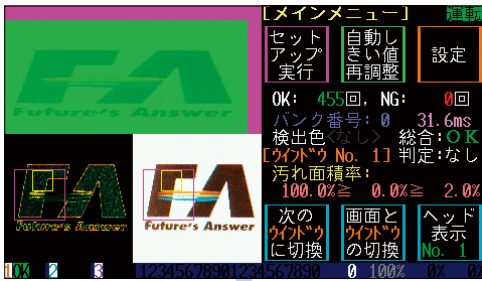 [メインメニュー] 運転
セット
アップ
実行
自動し
きい値
再調整
設定
OK: 455回, NG: 0回
バンク番号: 0 31.6ms
検出色<なし> 総合:OK
[ウインドウ No. 1] 判定:なし
汚れ面積率:
100.0%≧ 0.0%≧ 2.0%
次の
ウインドウ
に切換
画面と
ウインドウ
の切換
ヘッド
表示
No. 1
FA
Future's Answer
FA
Future's Answer
FA
Future's Answer
1OK 2 3 12345678901234567890 0 100% 0% 0%